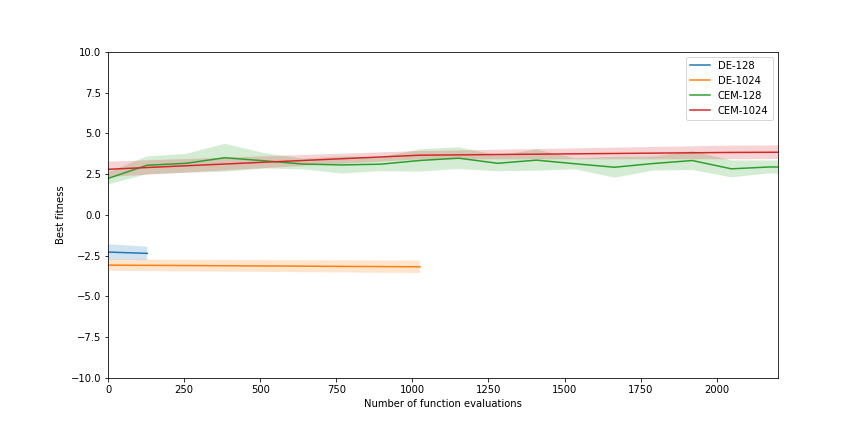 10.0
7.5
5.0
2.5
0.0
−2.5
−5.0
−7.5
−10.0
Best fitness
DE-128
DE-1024
CEM-128
CEM-1024
0 250 500 750 1000 1250 1500 1750 2000
Number of function evaluations